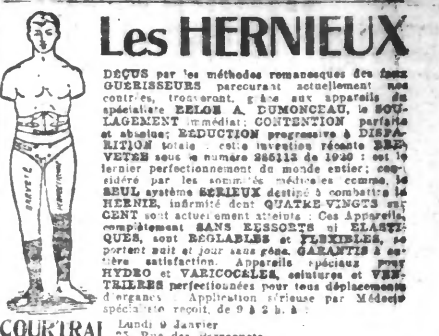 Les HERNIEUX
DÉÇUS par les méthodes romanesques des faux
GUÉRISSEURS parcourant actuellement nos
contrées, trouveront, grâce aux appareils du
spécialiste BELGE A. DUMONCEAU, le SOU-
LAGEMENT immédiat; CONTENTION parfaite
et absolue; RÉDUCTION progressive à DISPA-
RITION totale: cette invention récente BRE-
VETÉE sous le numéro 285113 de 1920: est le
dernier perfectionnement du monde entier; con-
sidéré par les sommités médicales comme le
SEUL système SÉRIEUX destiné à combattre la
HERNIE, infirmité dont QUATRE-VINGTS
CENT sont actuellement atteints: Ces Appareils,
complètement SANS RESSORTS ni ÉLASTI-
QUES, sont RÉGLABLES et FLEXIBLES, se
portent nuit et jour sans gêne. GARANTIS à en-
tière satisfaction. Appareils spéciaux pour
HYDRO et VARICOCÈLES, ceintures et VEN-
TRIÈRES perfectionnées pour tous déplacements
d'organes: Application sérieuse par Médecin
spécialiste reçoit, de 9 à 2 h. à:
COURTRAI Lundi 9 Janvier
BREVETÉ